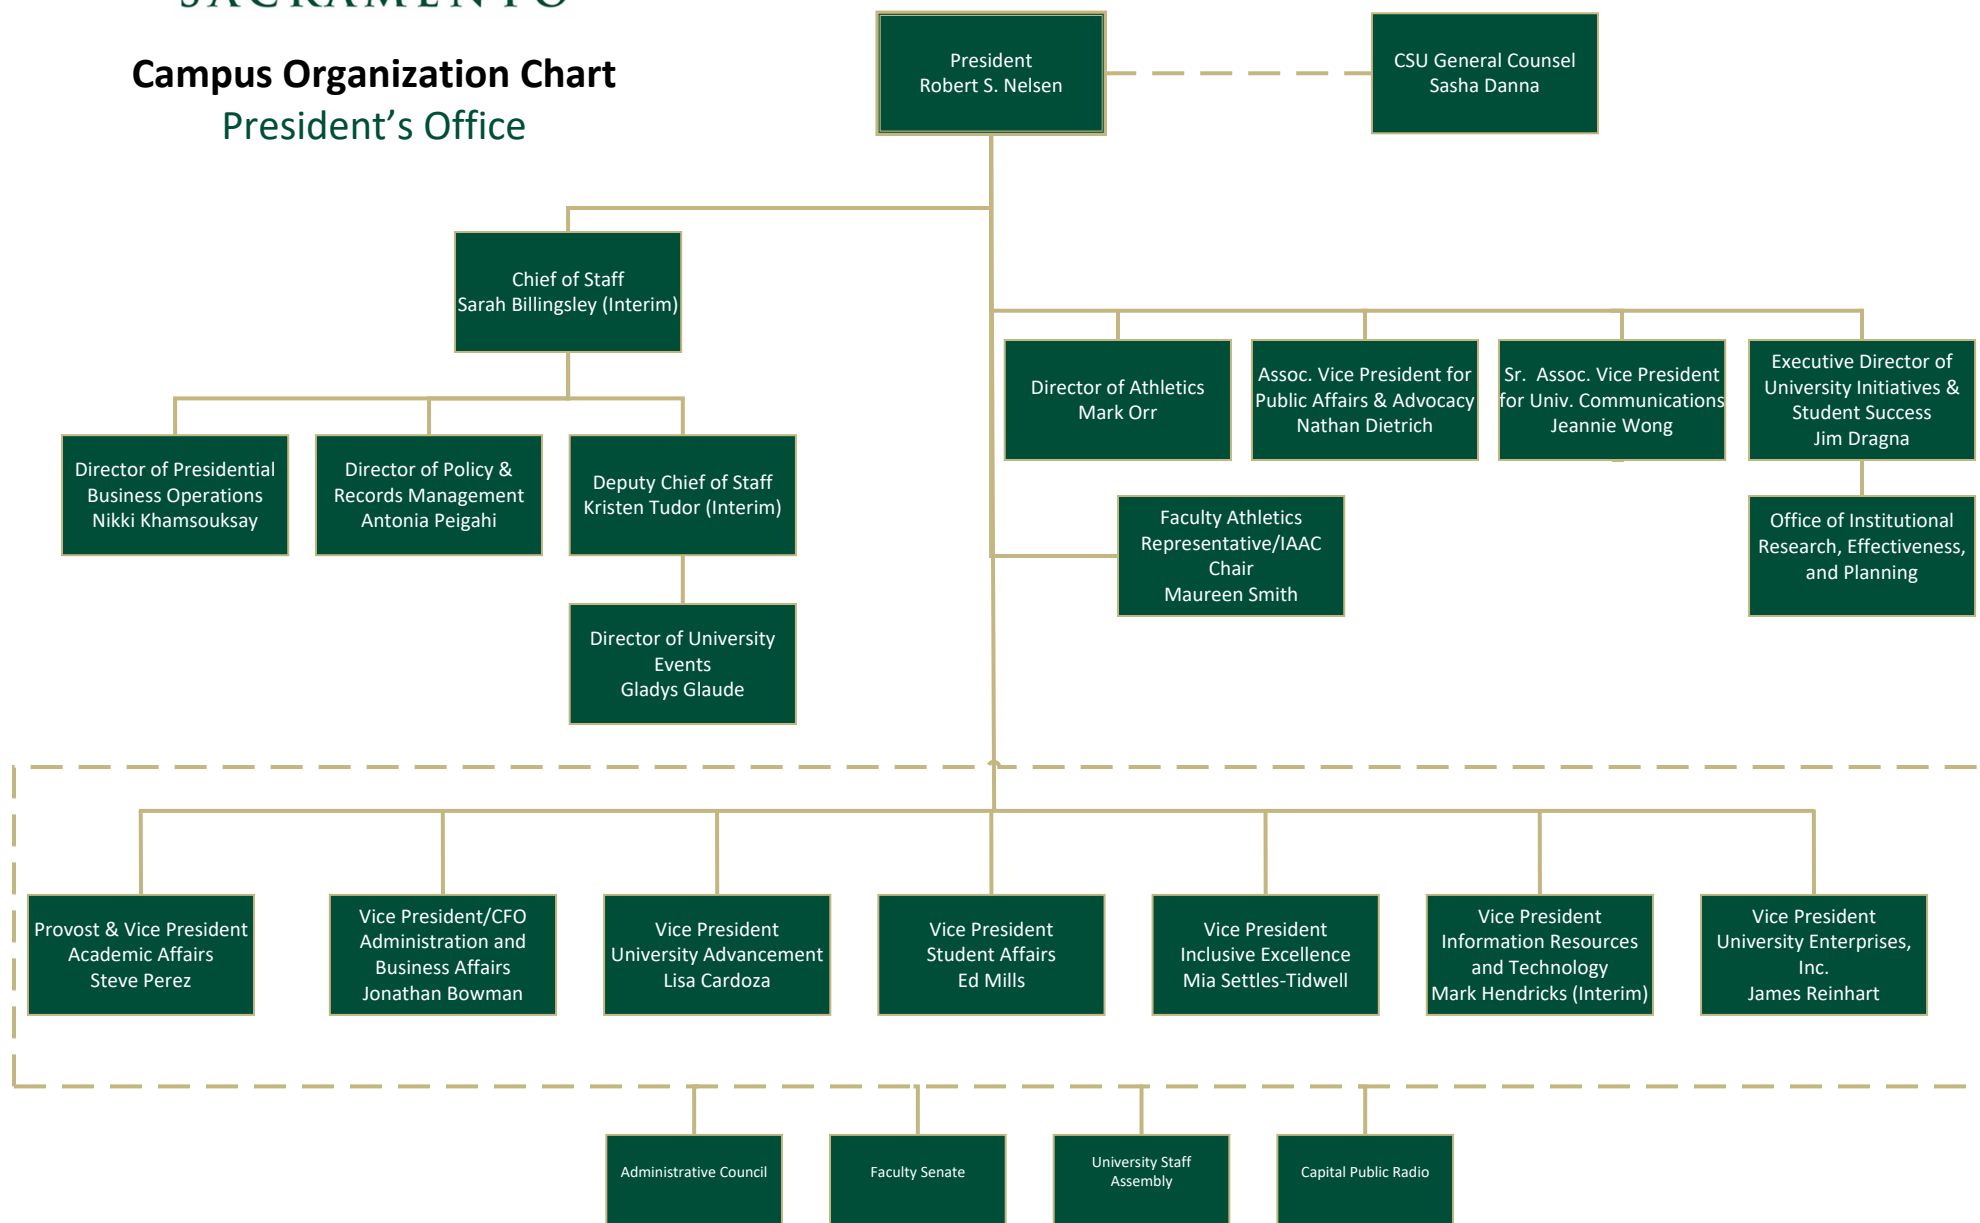 SACRAMENTO
Campus Organization Chart
President's Office
President
Robert S. Nelsen
CSU General Counsel
Sasha Danna
Chief of Staff
Sarah Billingsley (Interim)
Director of Athletics
Mark Orr
Assoc. Vice President for
Public Affairs & Advocacy
Nathan Dietrich
Sr.  Assoc. Vice President
for Univ. Communications
Jeannie Wong
Executive Director of
University Initiatives &
Student Success
Jim Dragna
Director of Presidential
Business Operations
Nikki Khamsouksay
Director of Policy &
Records Management
Antonia Peigahi
Deputy Chief of Staff
Kristen Tudor (Interim)
Faculty Athletics
Representative/IAAC
Chair
Maureen Smith
Office of Institutional
Research, Effectiveness,
and Planning
Director of University
Events
Gladys Glaude
Provost & Vice President
Academic Affairs
Steve Perez
Vice President/CFO
Administration and
Business Affairs
Jonathan Bowman
Vice President
University Advancement
Lisa Cardoza
Vice President
Student Affairs
Ed Mills
Vice President
Inclusive Excellence
Mia Settles-Tidwell
Vice President
Information Resources
and Technology
Mark Hendricks (Interim)
Vice President
University Enterprises,
Inc.
James Reinhart
Administrative Council
Faculty Senate
University Staff
Assembly
Capital Public Radio